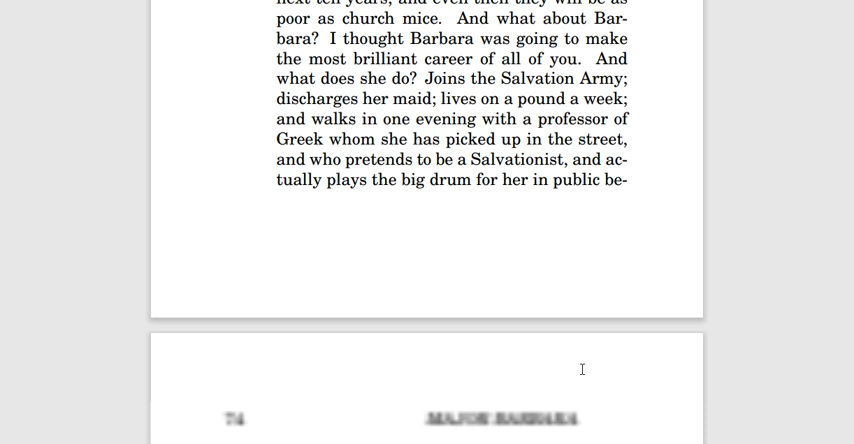 next ten years, and even then they will be as
poor as church mice. And what about Bar-
bara? I thought Barbara was going to make
the most brilliant career of all of you. And
what does she do? Joins the Salvation Army;
discharges her maid; lives on a pound a week;
and walks in one evening with a professor of
Greek whom she has picked up in the street,
and who pretends to be a Salvationist, and ac-
tually plays the big drum for her in public be-
74 MAJOR BARBARA